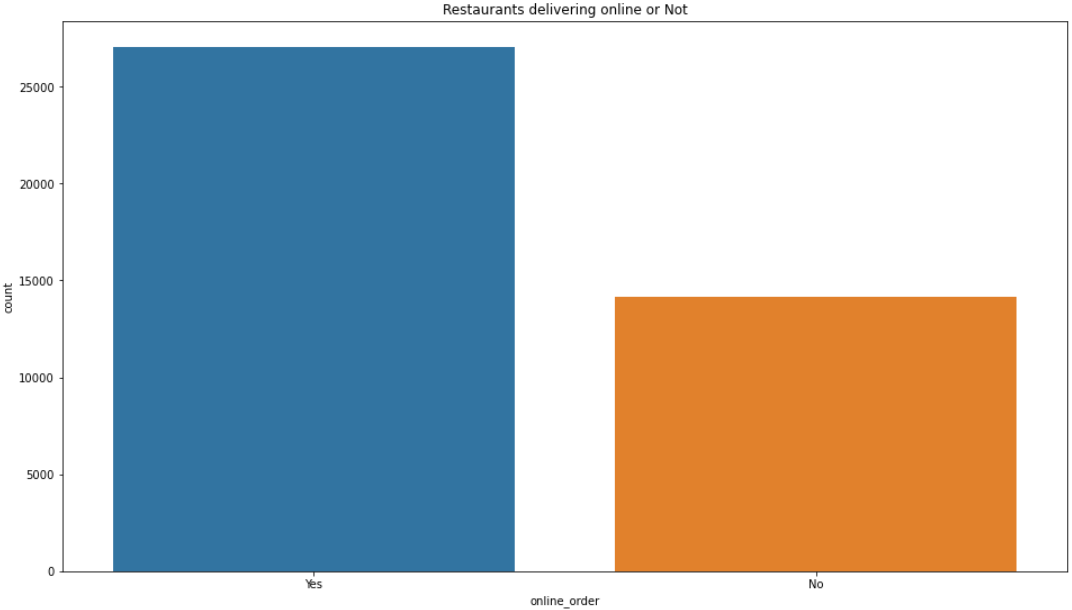 Restaurants delivering online or Not
25000
20000
15000
10000
5000
0
count
Yes
No
online_order